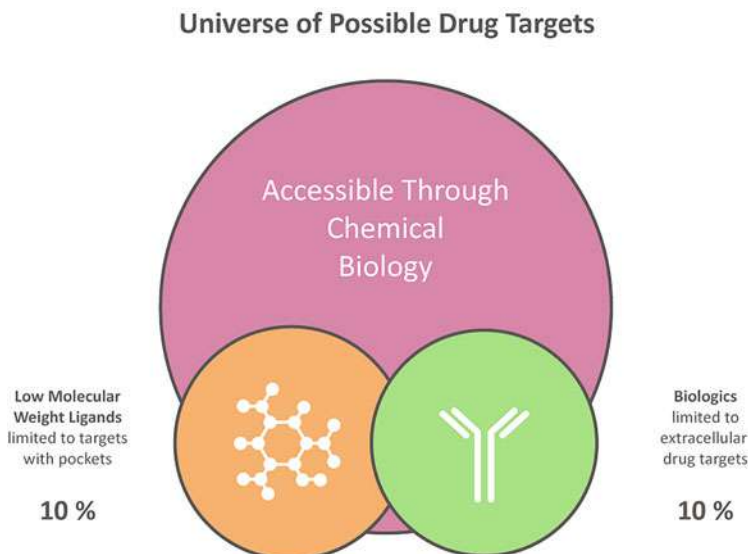 Universe of Possible Drug Targets
Accessible Through
Chemical
Biology
Low Molecular
Weight Ligands
limited to targets
with pockets
10 %
Biologics
limited to
extracellular
drug targets
10 %